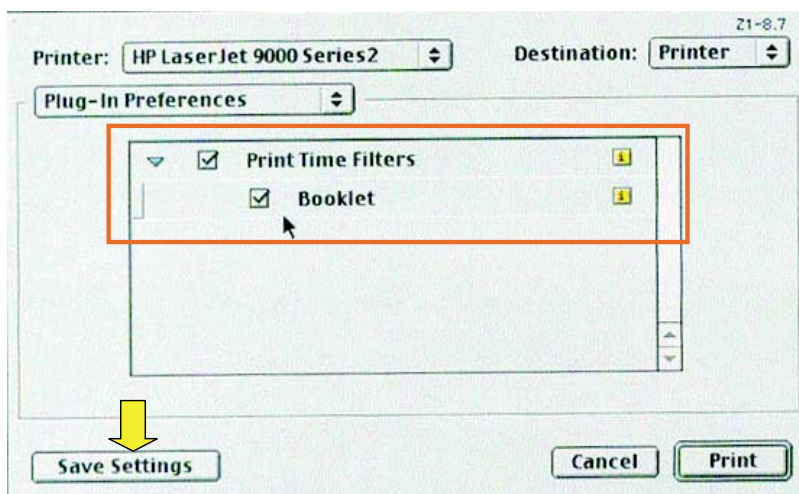 Z1-8.7
Printer: HP LaserJet 9000 Series2 Destination: Printer
Plug-In Preferences
Print Time Filters
Booklet
Save Settings Cancel Print